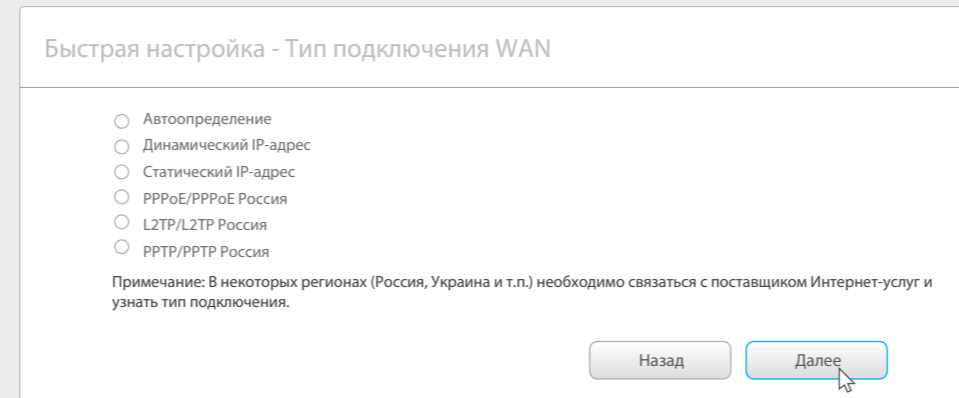 Быстрая настройка - Тип подключения WAN
Автоопределение
Динамический IP-адрес
Статический IP-адрес
PPPoE/PPPoE Россия
L2TP/L2TP Россия
PPTP/PPTP Россия
Примечание: В некоторых регионах (Россия, Украина и т.п.) необходимо связаться с поставщиком Интернет-услуг и
узнать тип подключения.
Назад Далее